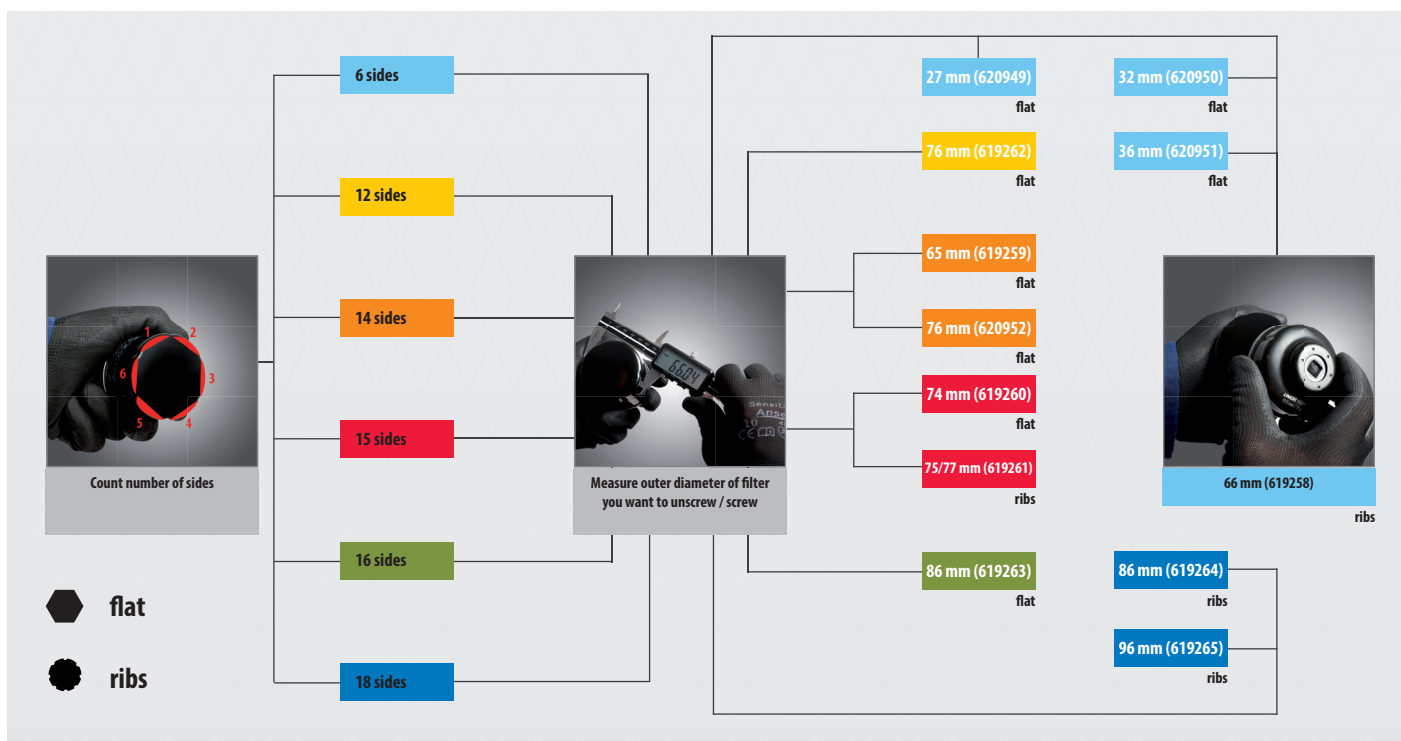 6 sides
12 sides
14 sides
15 sides
16 sides
18 sides
1
2
3
4
5
6
Count number of sides
flat
ribs
66.04
10
Measure outer diameter of filter
you want to unscrew / screw
27 mm (620949)
flat
32 mm (620950)
flat
76 mm (619262)
flat
36 mm (620951)
flat
65 mm (619259)
flat
76 mm (620952)
flat
74 mm (619260)
flat
75/77 mm (619261)
ribs
86 mm (619263)
flat
66 mm (619258)
ribs
86 mm (619264)
ribs
96 mm (619265)
ribs